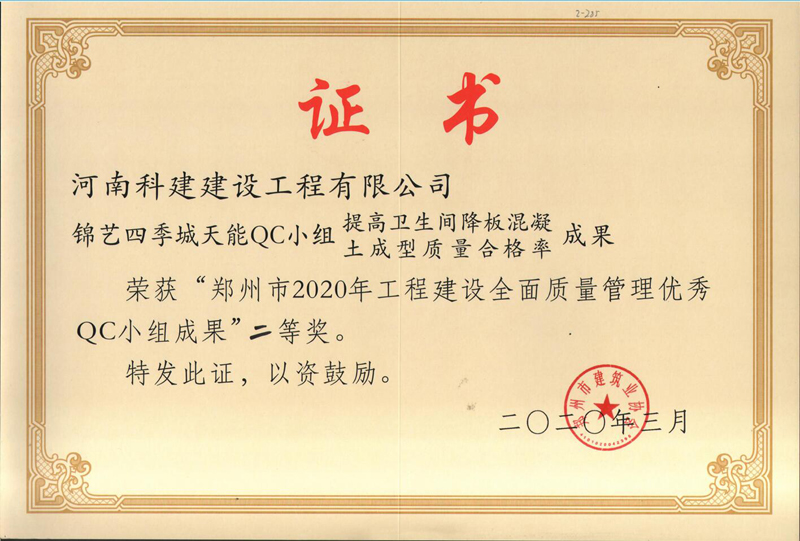 2-225
证 书
河南科建建设工程有限公司
锦艺四季城天能QC小组 提高卫生间降板混凝土成型质量合格率 成果
荣获“郑州市2020年工程建设全面质量管理优秀
QC小组成果”二等奖。
特发此证，以资鼓励。
郑州市建筑业协会
二〇二〇年三月